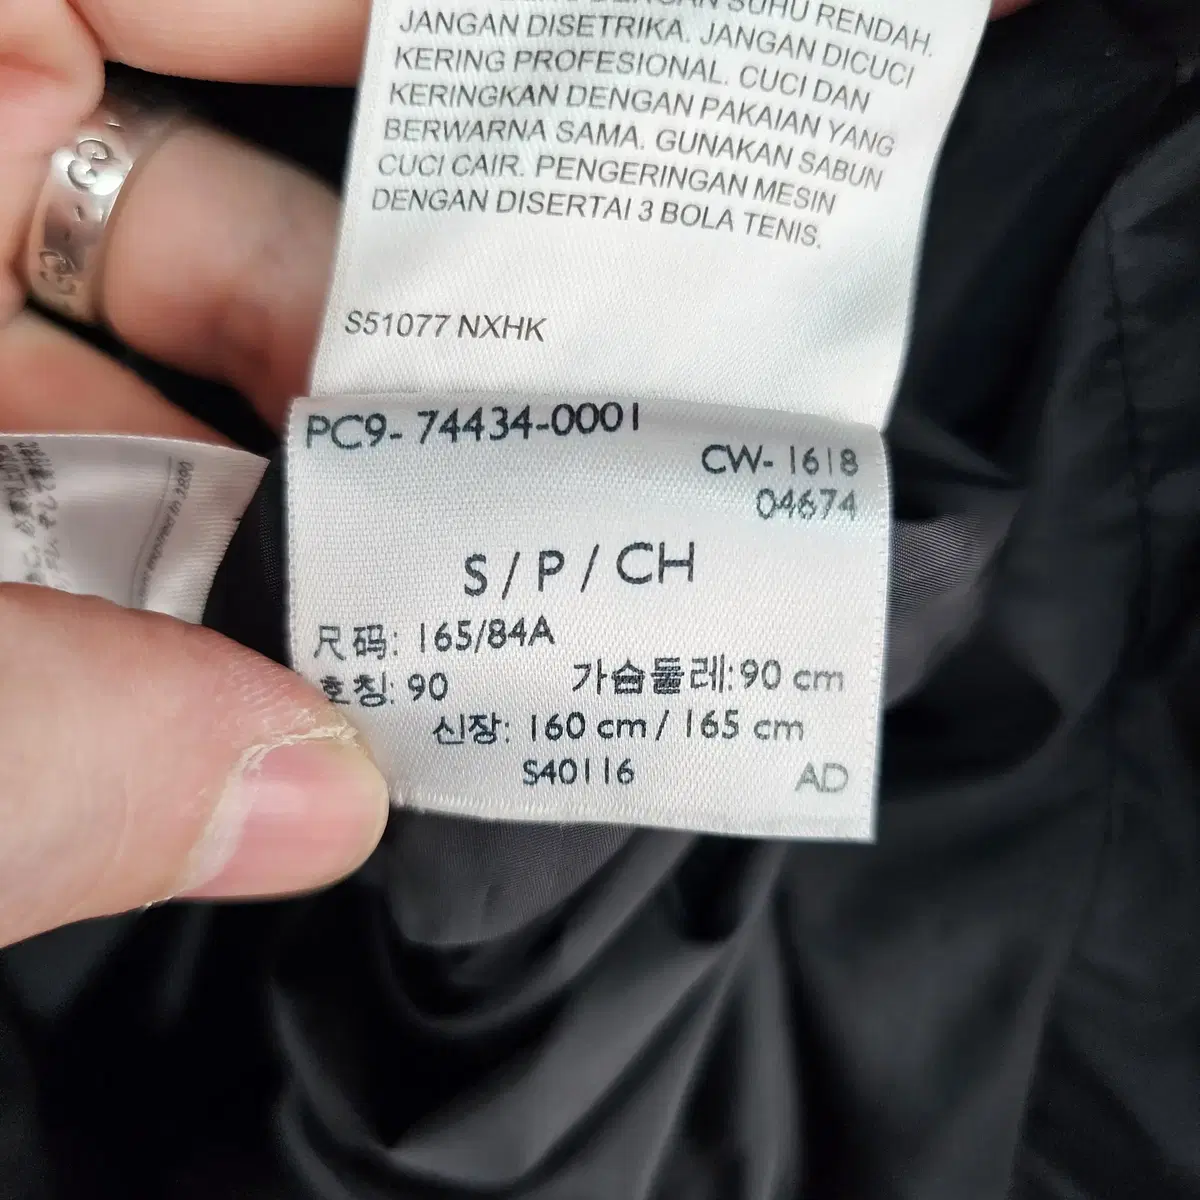 SUHU RENDAH.
JANGAN DISETRIKA. JANGAN DICUCI
KERING PROFESIONAL. CUCI DAN
KERINGKAN DENGAN PAKAIAN YANG
BERWARNA SAMA. GUNAKAN SABUN
CUCI CAIR. PENGERINGAN MESIN
DENGAN DISERTAI 3 BOLA TENIS.
S51077 NXHK
PC9- 74434-0001
CW- 1618
04674
S / P / CH
尺码: 165/84A
호칭: 90 가슴둘레:90 cm
신장: 160 cm / 165 cm
S40116 AD